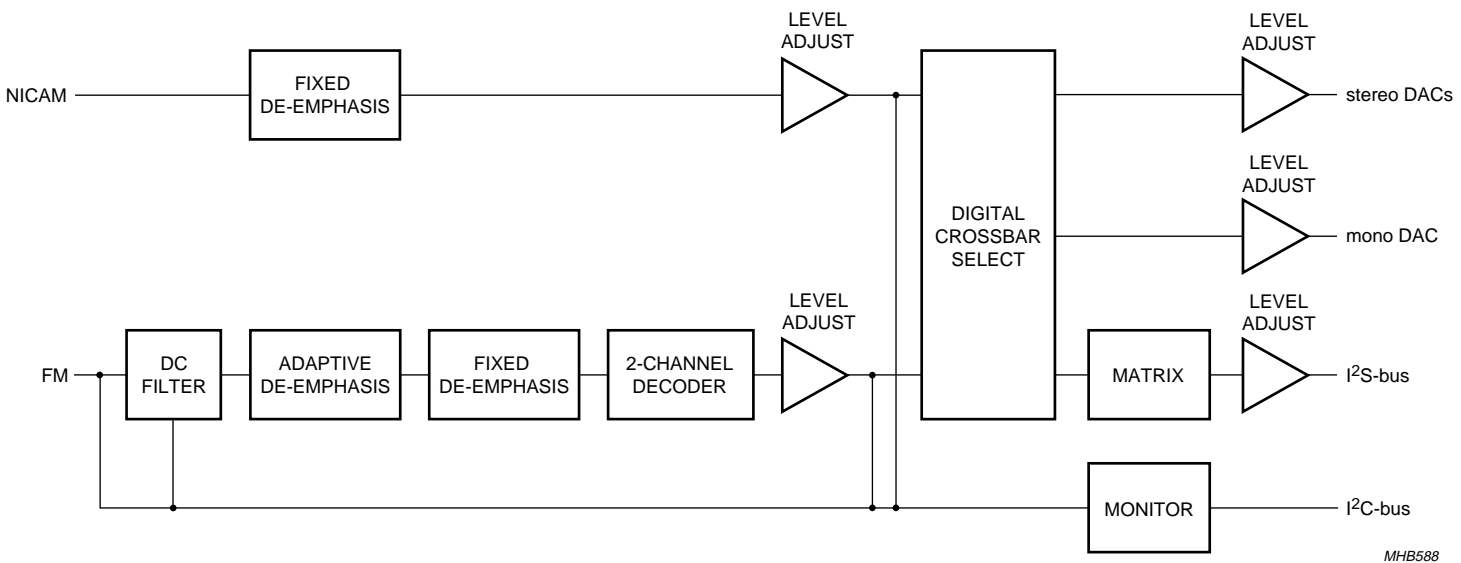 LEVEL
ADJUST
LEVEL
ADJUST
NICAM
FIXED
DE-EMPHASIS
stereo DACs
LEVEL
ADJUST
DIGITAL
CROSSBAR
SELECT
mono DAC
LEVEL
ADJUST
LEVEL
ADJUST
FM
DC
FILTER
ADAPTIVE
DE-EMPHASIS
FIXED
DE-EMPHASIS
2-CHANNEL
DECODER
MATRIX
I²S-bus
MONITOR
I²C-bus
MHB588